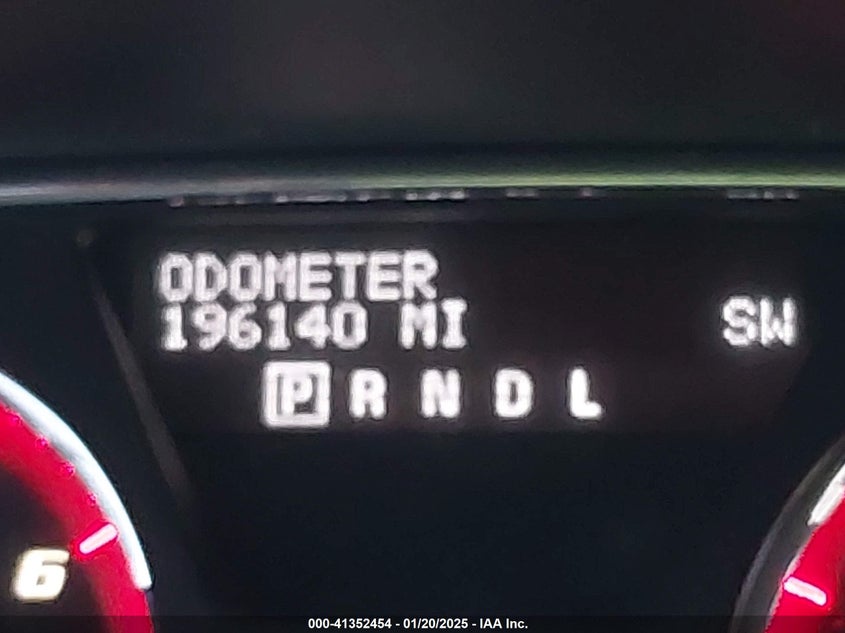 ODOMETER
196140 MI SW
P R N D L
6
000-41352454 - 01/20/2025 - IAA Inc.